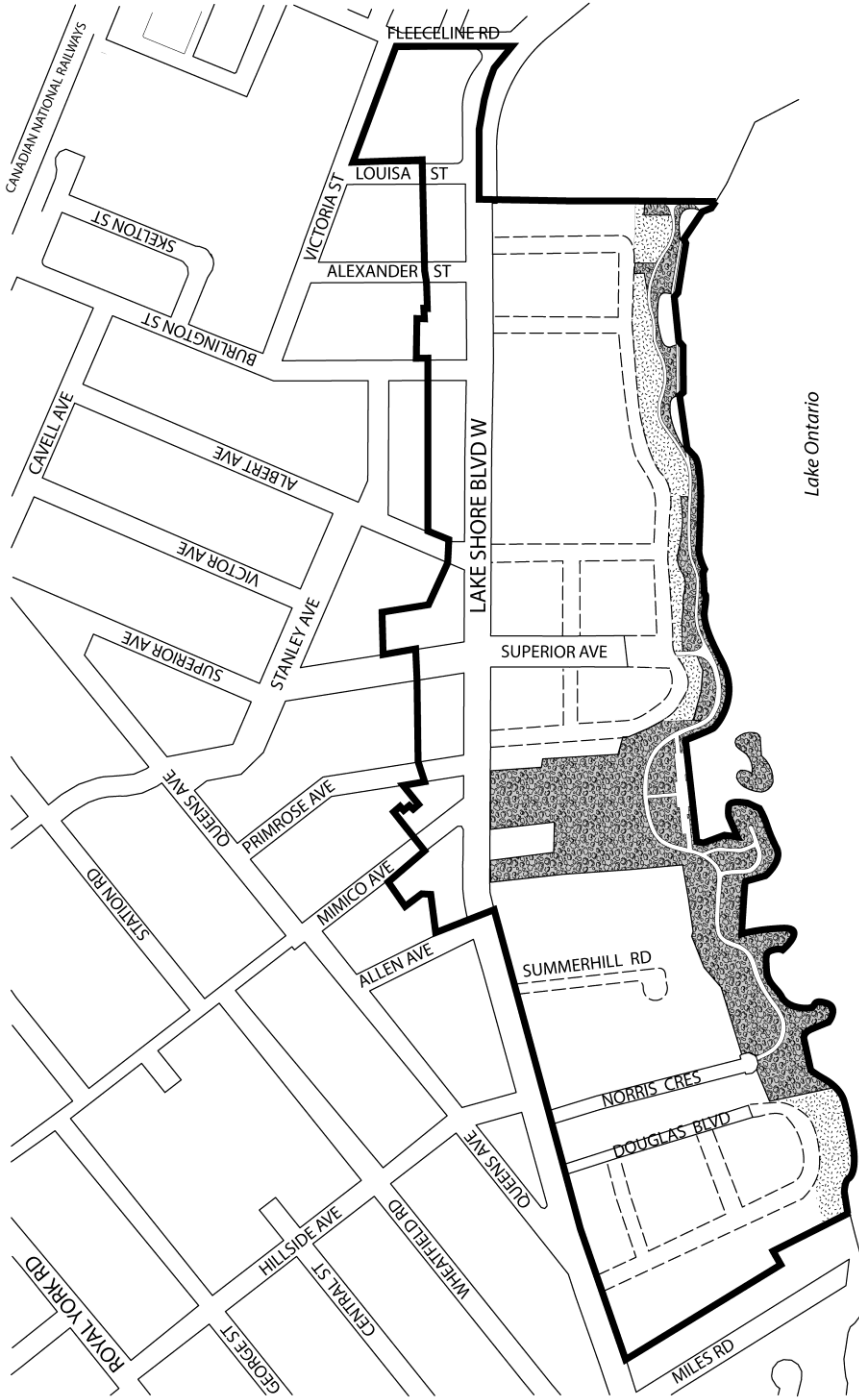 FLEECELINE RD
CANADIAN NATIONAL RAILWAYS
LOUISA ST
VICTORIA ST
SKELTON ST
ALEXANDER ST
BURLINGTON ST
CAVELL AVE
ALBERT AVE
Lake Ontario
VICTOR AVE
LAKE SHORE BLVD W
STANLEY AVE
SUPERIOR AVE
SUPERIOR AVE
QUEENS AVE
PRIMROSE AVE
STATION RD
MIMICO AVE
ALLEN AVE
SUMMERHILL RD
NORRIS CRES
DOUGLAS BLVD
QUEENS AVE
HILLSIDE AVE
WHEATFIELD RD
CENTRAL ST
ROYAL YORK RD
GEORGE ST
MILES RD